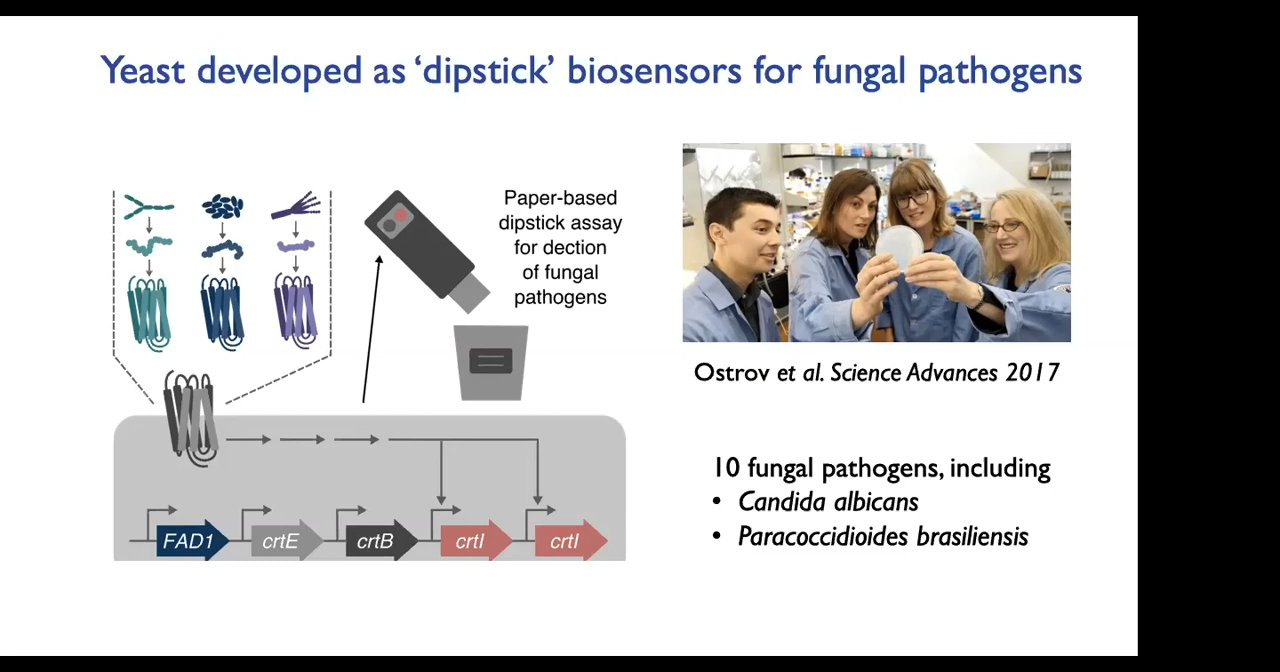 Yeast developed as ‘dipstick’ biosensors for fungal pathogens
Paper-based
dipstick assay
for dection
of fungal
pathogens
FAD1
crtE
crtB
crtI
crtI
Ostrov et al. Science Advances 2017
10 fungal pathogens, including
• Candida albicans
• Paracoccidioides brasiliensis